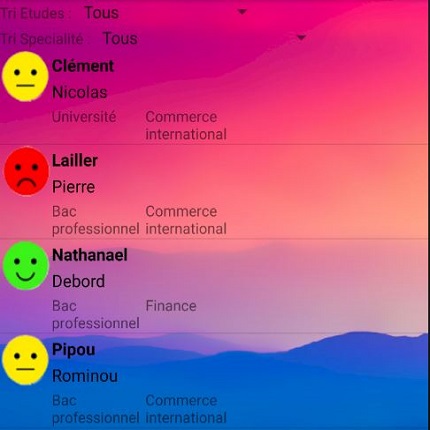 Tri Etudes : Tous
Tri Specialité Tous
Clément
Nicolas
Université Commerce
international
Lailler
Pierre
Bac Commerce
professionnel international
Nathanael
Debord
Bac Finance
professionnel
Pipou
Rominou
Bac Commerce
professionnel international